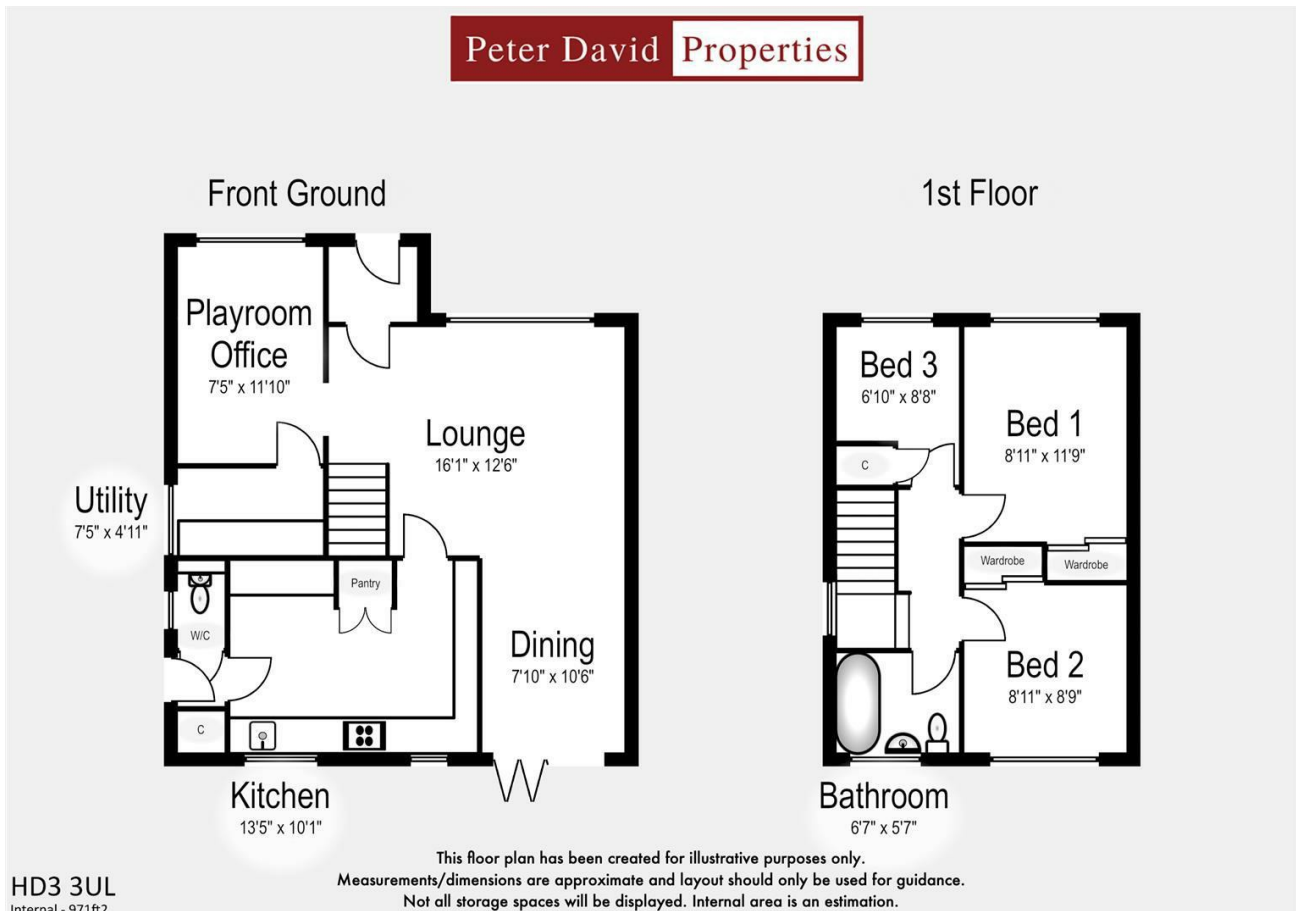 Peter David Properties
Front Ground
1st Floor
Playroom
Office
7'5" x 11'10"
Lounge
16'1" x 12'6"
Utility
7'5" x 4'11"
Pantry
W/C
C
Dining
7'10" x 10'6"
Kitchen
13'5" x 10'1"
Bed 3
6'10" x 8'8"
Bed 1
8'11" x 11'9"
C
Wardrobe
Wardrobe
Bed 2
8'11" x 8'9"
Bathroom
6'7" x 5'7"
This floor plan has been created for illustrative purposes only.
Measurements/dimensions are approximate and layout should only be used for guidance.
Not all storage spaces will be displayed. Internal area is an estimation.
HD3 3UL
Internal - 971ft2